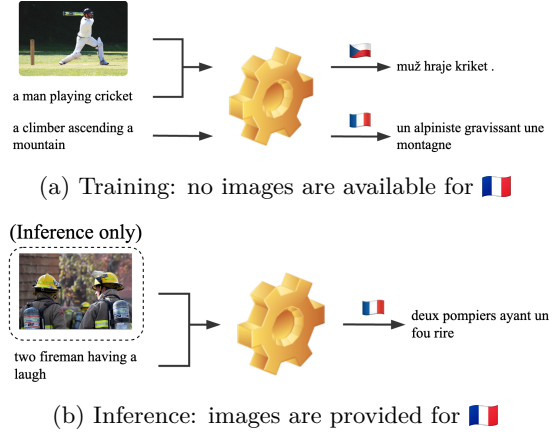 a man playing cricket
muž hraje kriket .
a climber ascending a
mountain
un alpiniste gravissant une
montagne
(a) Training: no images are available for 🇫🇷
(Inference only)
two fireman having a
laugh
deux pompiers ayant un
fou rire
(b) Inference: images are provided for 🇫🇷